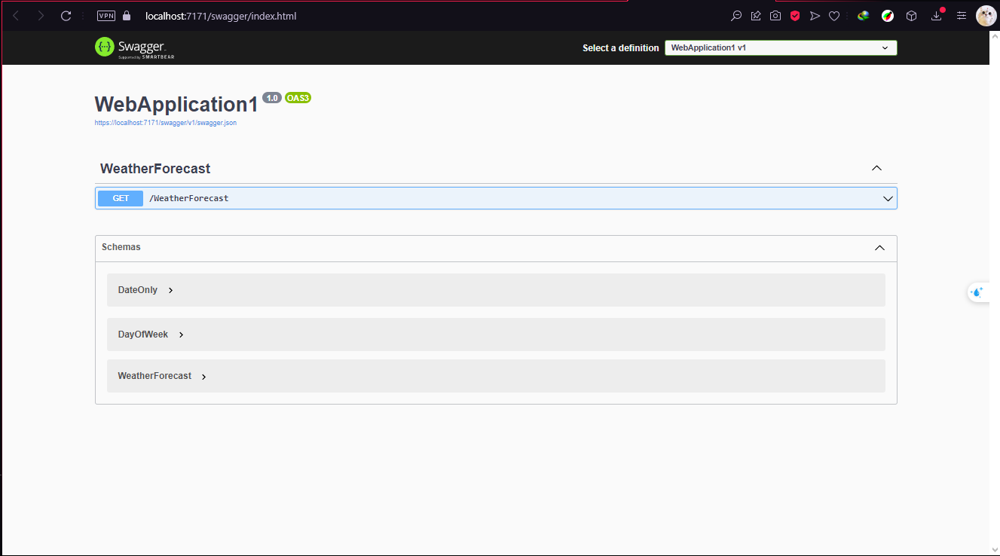 VPN localhost:7171/swagger/index.html
Swagger
Supported by SMARTBEAR
Select a definition WebApplication1 v1
WebApplication1 1.0 OAS3
https://localhost:7171/swagger/v1/swagger.json
WeatherForecast
GET /WeatherForecast
Schemas
DateOnly
DayOfWeek
WeatherForecast